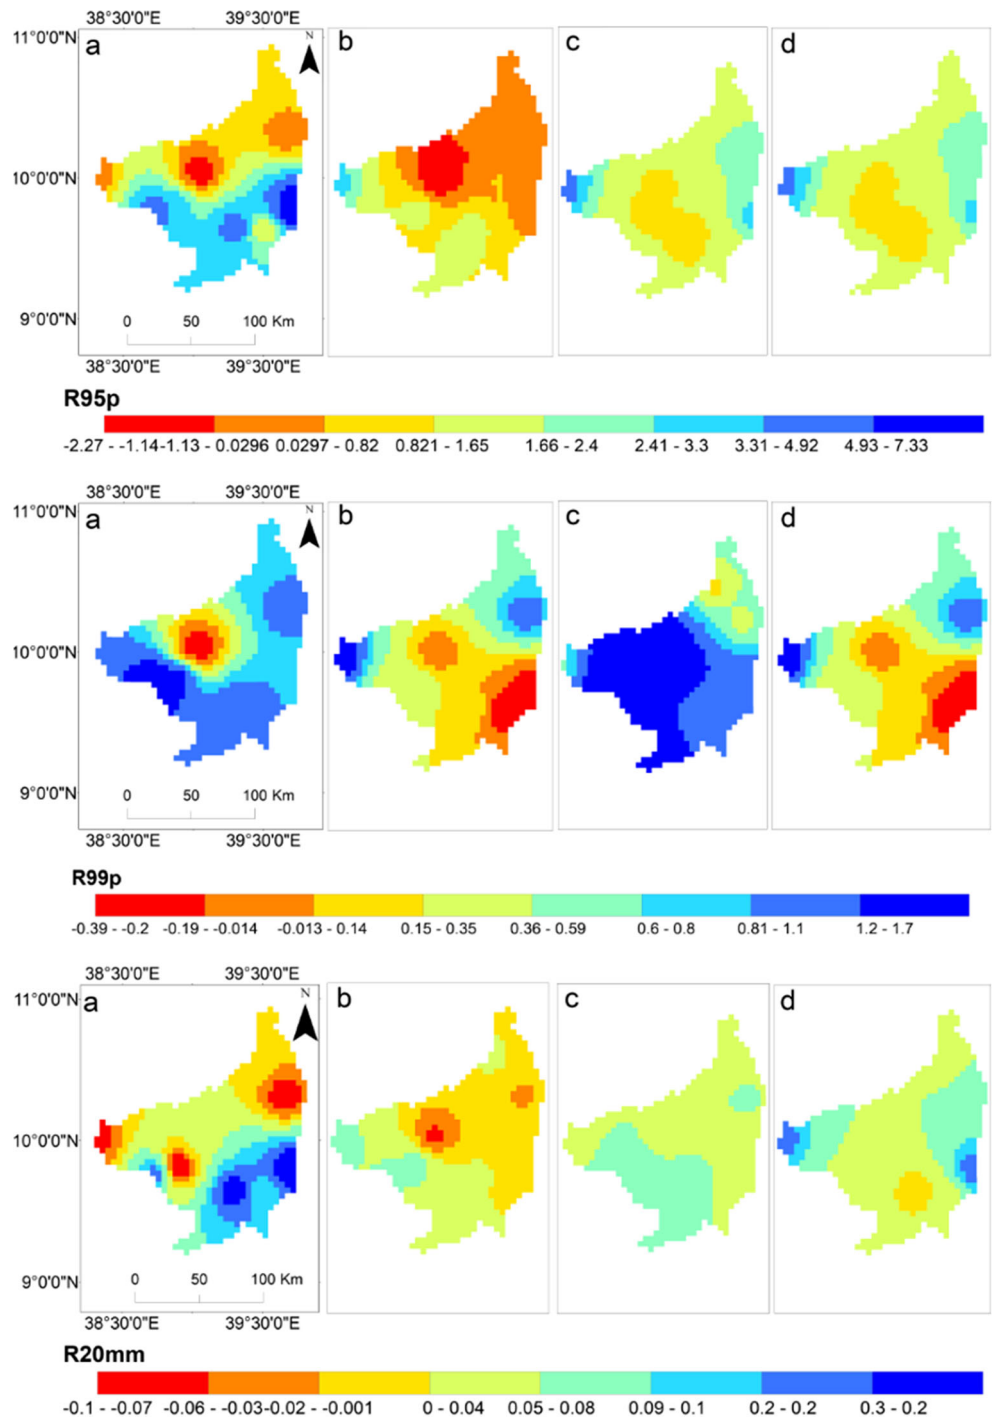 38°30'0"E 39°30'0"E
11°0'0"N a N b c d
10°0'0"N
9°0'0"N
0 50 100 Km
38°30'0"E 39°30'0"E
R95p
-2.27 - -1.14 -1.13 - 0.0296 0.0297 - 0.82 0.821 - 1.65 1.66 - 2.4 2.41 - 3.3 3.31 - 4.92 4.93 - 7.33
38°30'0"E 39°30'0"E
11°0'0"N a N b c d
10°0'0"N
9°0'0"N
0 50 100 Km
38°30'0"E 39°30'0"E
R99p
-0.39 - -0.2 -0.19 - -0.014 -0.013 - 0.14 0.15 - 0.35 0.36 - 0.59 0.6 - 0.8 0.81 - 1.1 1.2 - 1.7
38°30'0"E 39°30'0"E
11°0'0"N a N b c d
10°0'0"N
9°0'0"N
0 50 100 Km
38°30'0"E 39°30'0"E
R20mm
-0.1 - -0.07 -0.06 - -0.03 -0.02 - -0.001 0 - 0.04 0.05 - 0.08 0.09 - 0.1 0.2 - 0.2 0.3 - 0.2